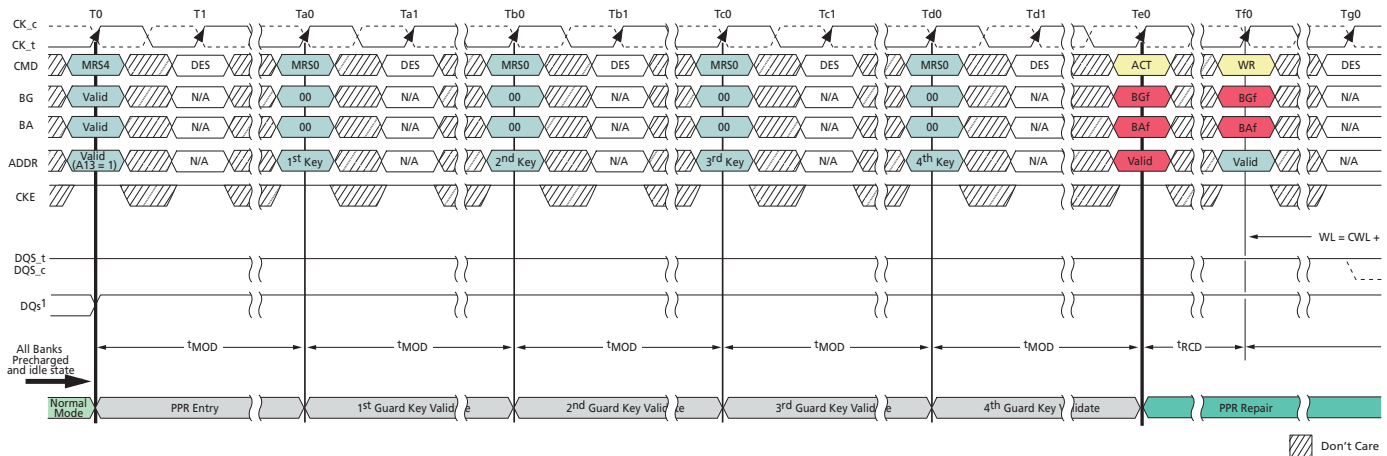 T0 T1 Ta0 Ta1 Tb0 Tb1 Tc0 Tc1 Td0 Td1 Te0 Tf0 Tg0
CK_c
CK_t
CMD MRS4 DES MRS0 DES MRS0 DES MRS0 DES MRS0 DES ACT WR DES
BG Valid N/A 00 N/A 00 N/A 00 N/A 00 N/A BGf BGf N/A
BA Valid N/A 00 N/A 00 N/A 00 N/A 00 N/A BAf BAf N/A
ADDR Valid (A13 = 1) N/A 1st Key N/A 2nd Key N/A 3rd Key N/A 4th Key N/A Valid Valid N/A
CKE
WL = CWL +
DQS_t
DQS_c
DQs1
All Banks
Precharged
and idle state
tMOD tMOD tMOD tMOD tMOD tRCD
Normal Mode PPR Entry 1st Guard Key Validate 2nd Guard Key Validate 3rd Guard Key Validate 4th Guard Key Validate PPR Repair
Don't Care